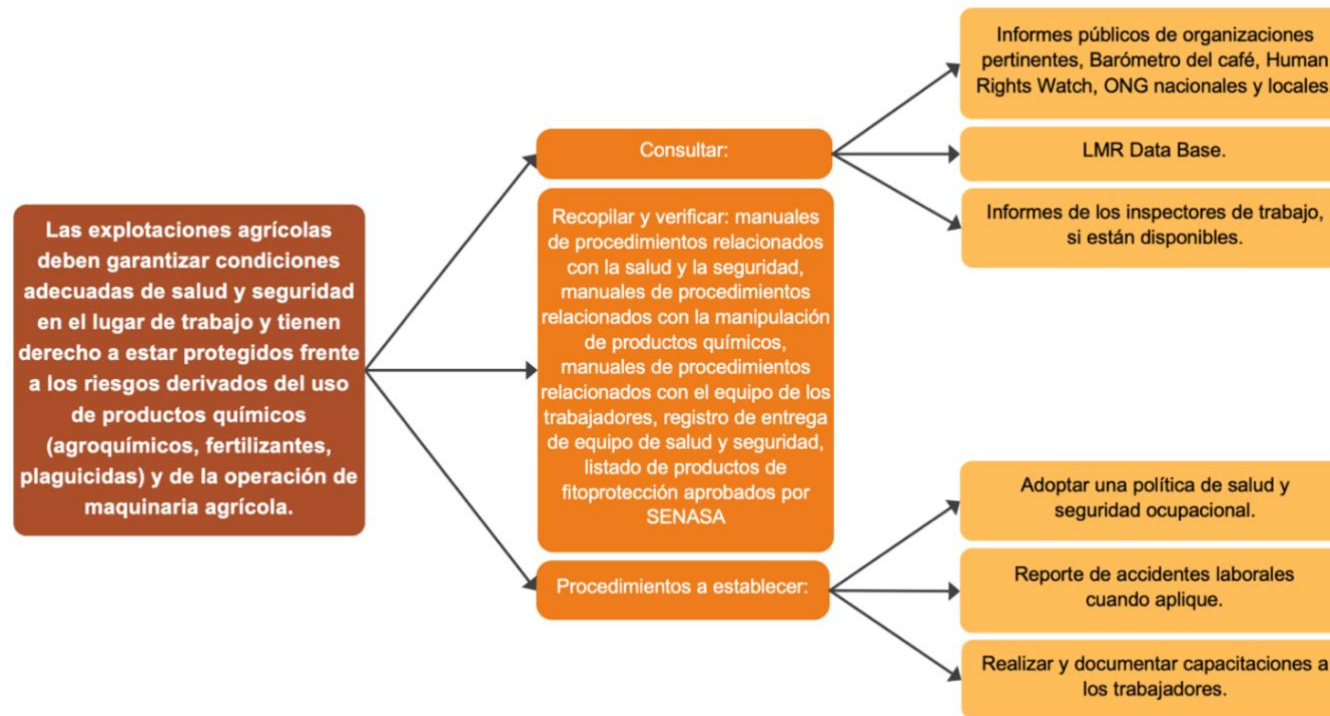 Las explotaciones agrícolas
deben garantizar condiciones
adecuadas de salud y seguridad
en el lugar de trabajo y tienen
derecho a estar protegidos frente
a los riesgos derivados del uso
de productos químicos
(agroquímicos, fertilizantes,
plaguicidas) y de la operación de
maquinaria agrícola.
Consultar:
Informes públicos de organizaciones
pertinentes, Barómetro del café, Human
Rights Watch, ONG nacionales y locales
LMR Data Base.
Informes de los inspectores de trabajo,
si están disponibles.
Recopilar y verificar: manuales
de procedimientos relacionados
con la salud y la seguridad,
manuales de procedimientos
relacionados con la manipulación
de productos químicos,
manuales de procedimientos
relacionados con el equipo de los
trabajadores, registro de entrega
de equipo de salud y seguridad,
listado de productos de
fitoprotección aprobados por
SENASA
Procedimientos a establecer:
Adoptar una política de salud y
seguridad ocupacional.
Reporte de accidentes laborales
cuando aplique.
Realizar y documentar capacitaciones a
los trabajadores.